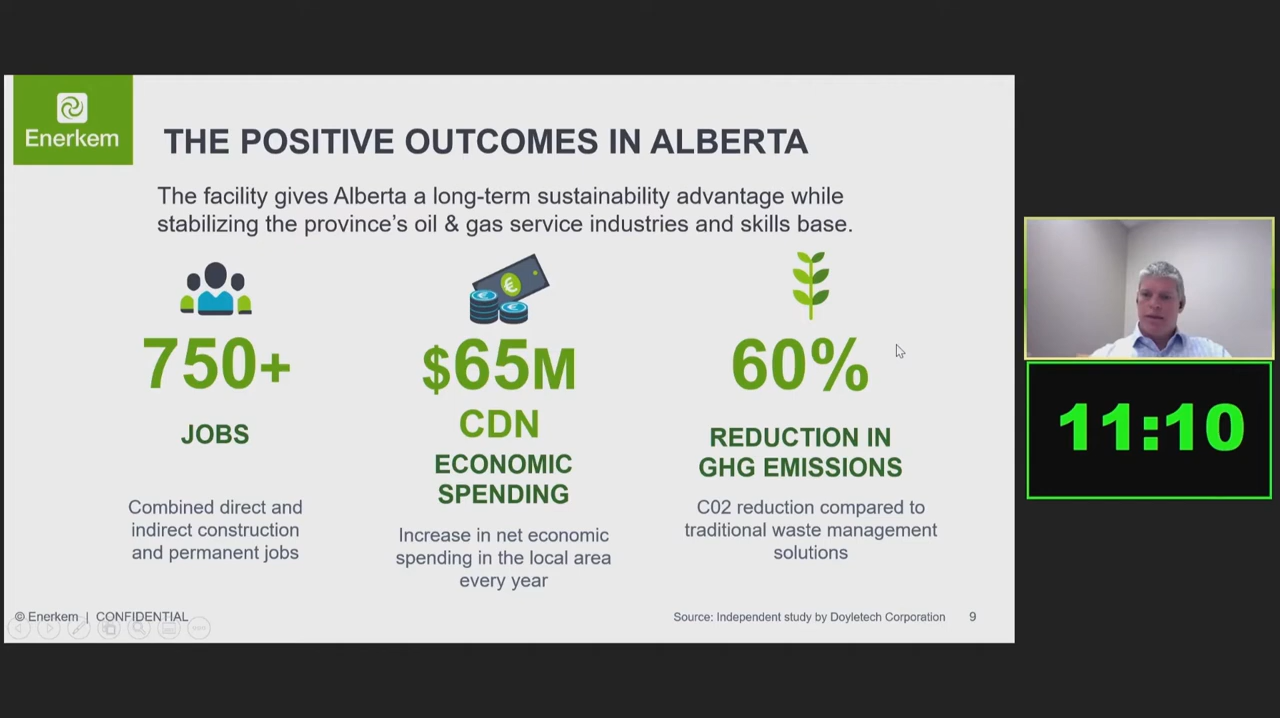 Enerkem
THE POSITIVE OUTCOMES IN ALBERTA
The facility gives Alberta a long-term sustainability advantage while
stabilizing the province's oil & gas service industries and skills base.
750+
JOBS
Combined direct and
indirect construction
and permanent jobs
€
€
€
$65M
CDN
ECONOMIC
SPENDING
Increase in net economic
spending in the local area
every year
60%
REDUCTION IN
GHG EMISSIONS
C02 reduction compared to
traditional waste management
solutions
© Enerkem | CONFIDENTIAL
Source: Independent study by Doyletech Corporation 9
11:10